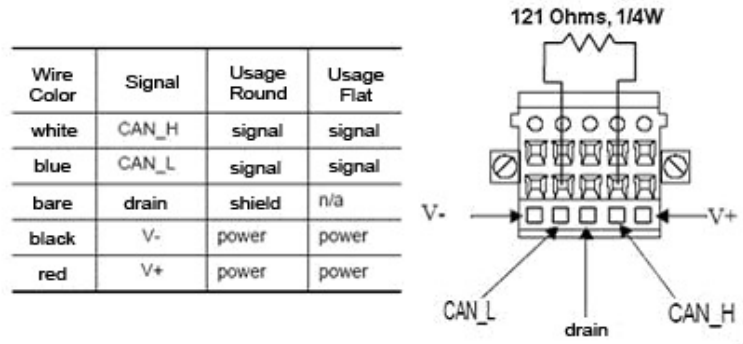 121 Ohms, 1/4W
Wire Color Signal Usage Round Usage Flat
white CAN_H signal signal
blue CAN_L signal signal
bare drain shield n/a
black V- power power
red V+ power power
V- V+
CAN_L drain CAN_H